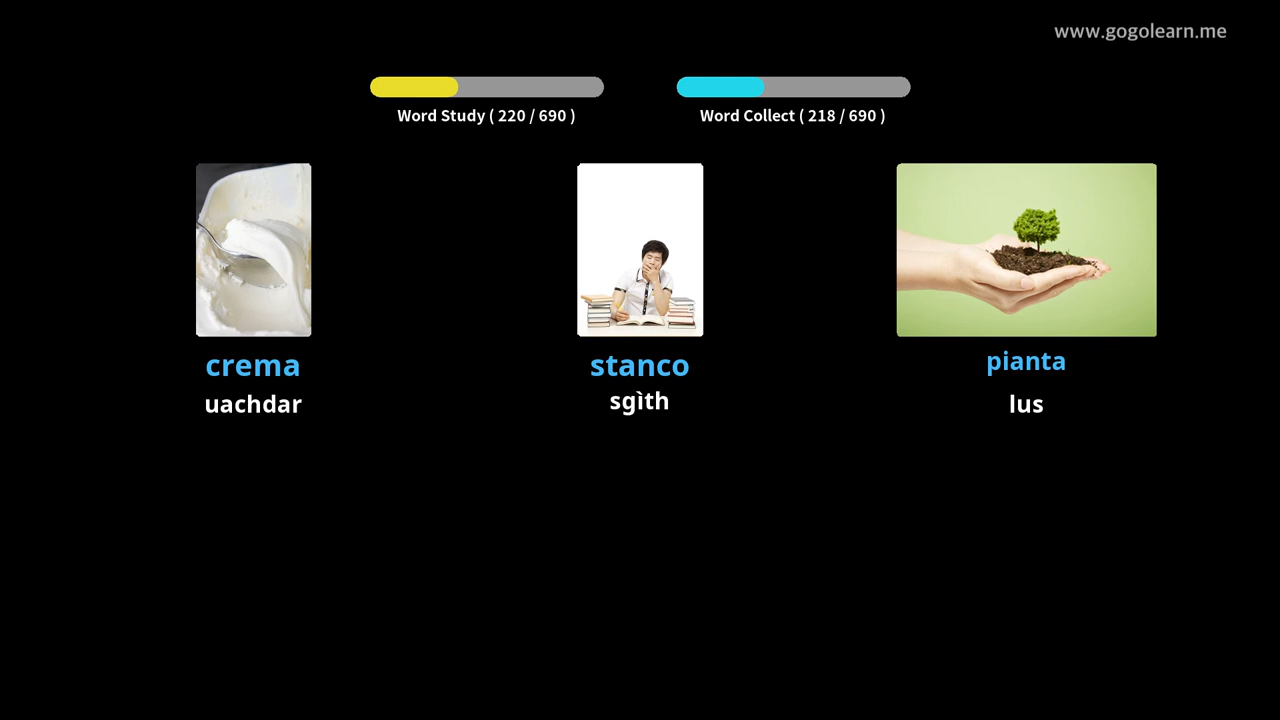 www.gogolearn.me
Word Study ( 220 / 690 )
Word Collect ( 218 / 690 )
crema
uachdar
stanco
sgìth
pianta
lus